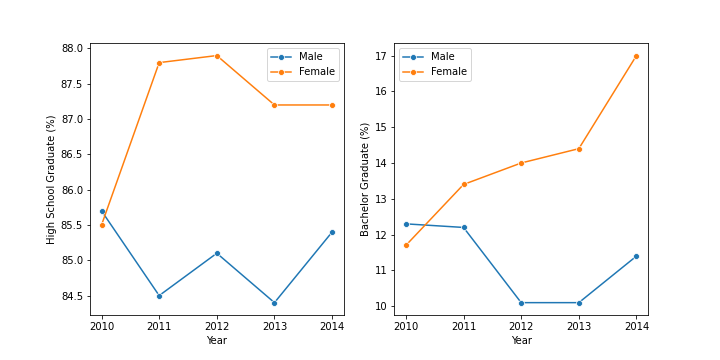 88.0
87.5
87.0
86.5
86.0
85.5
85.0
84.5
High School Graduate (%)
Male
Female
2010 2011 2012 2013 2014
Year
17
16
15
14
13
12
11
10
Bachelor Graduate (%)
Male
Female
2010 2011 2012 2013 2014
Year